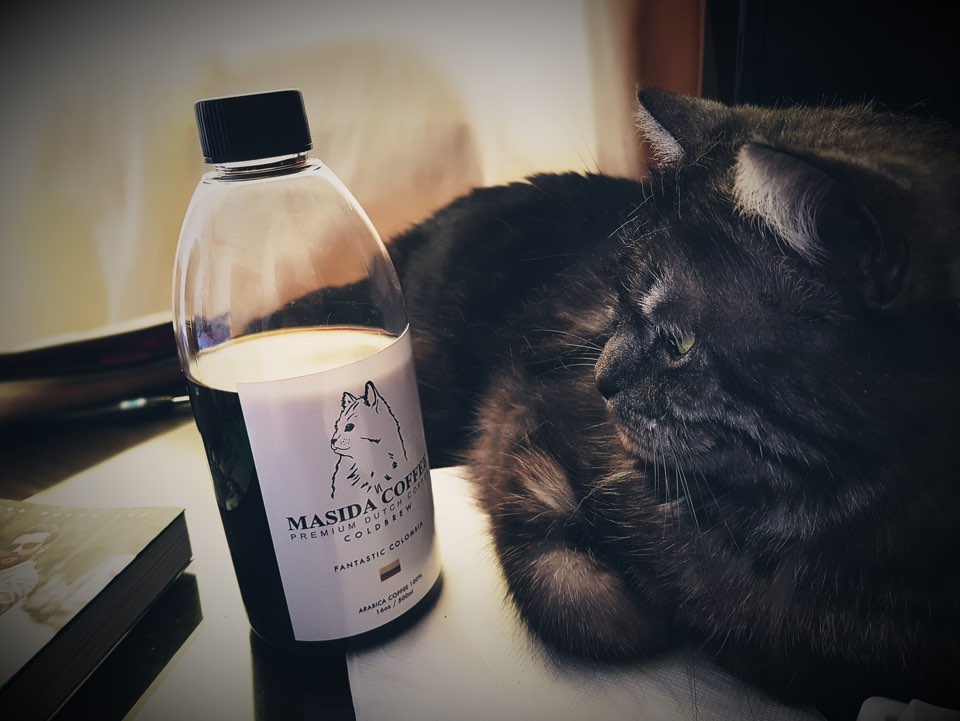 MASIDA COFFEE
PREMIUM DUTCH COFFEE
COLDBREW
FANTASTIC COLOMBIA
ARABICA COFFEE 100%
16oz / 500ml